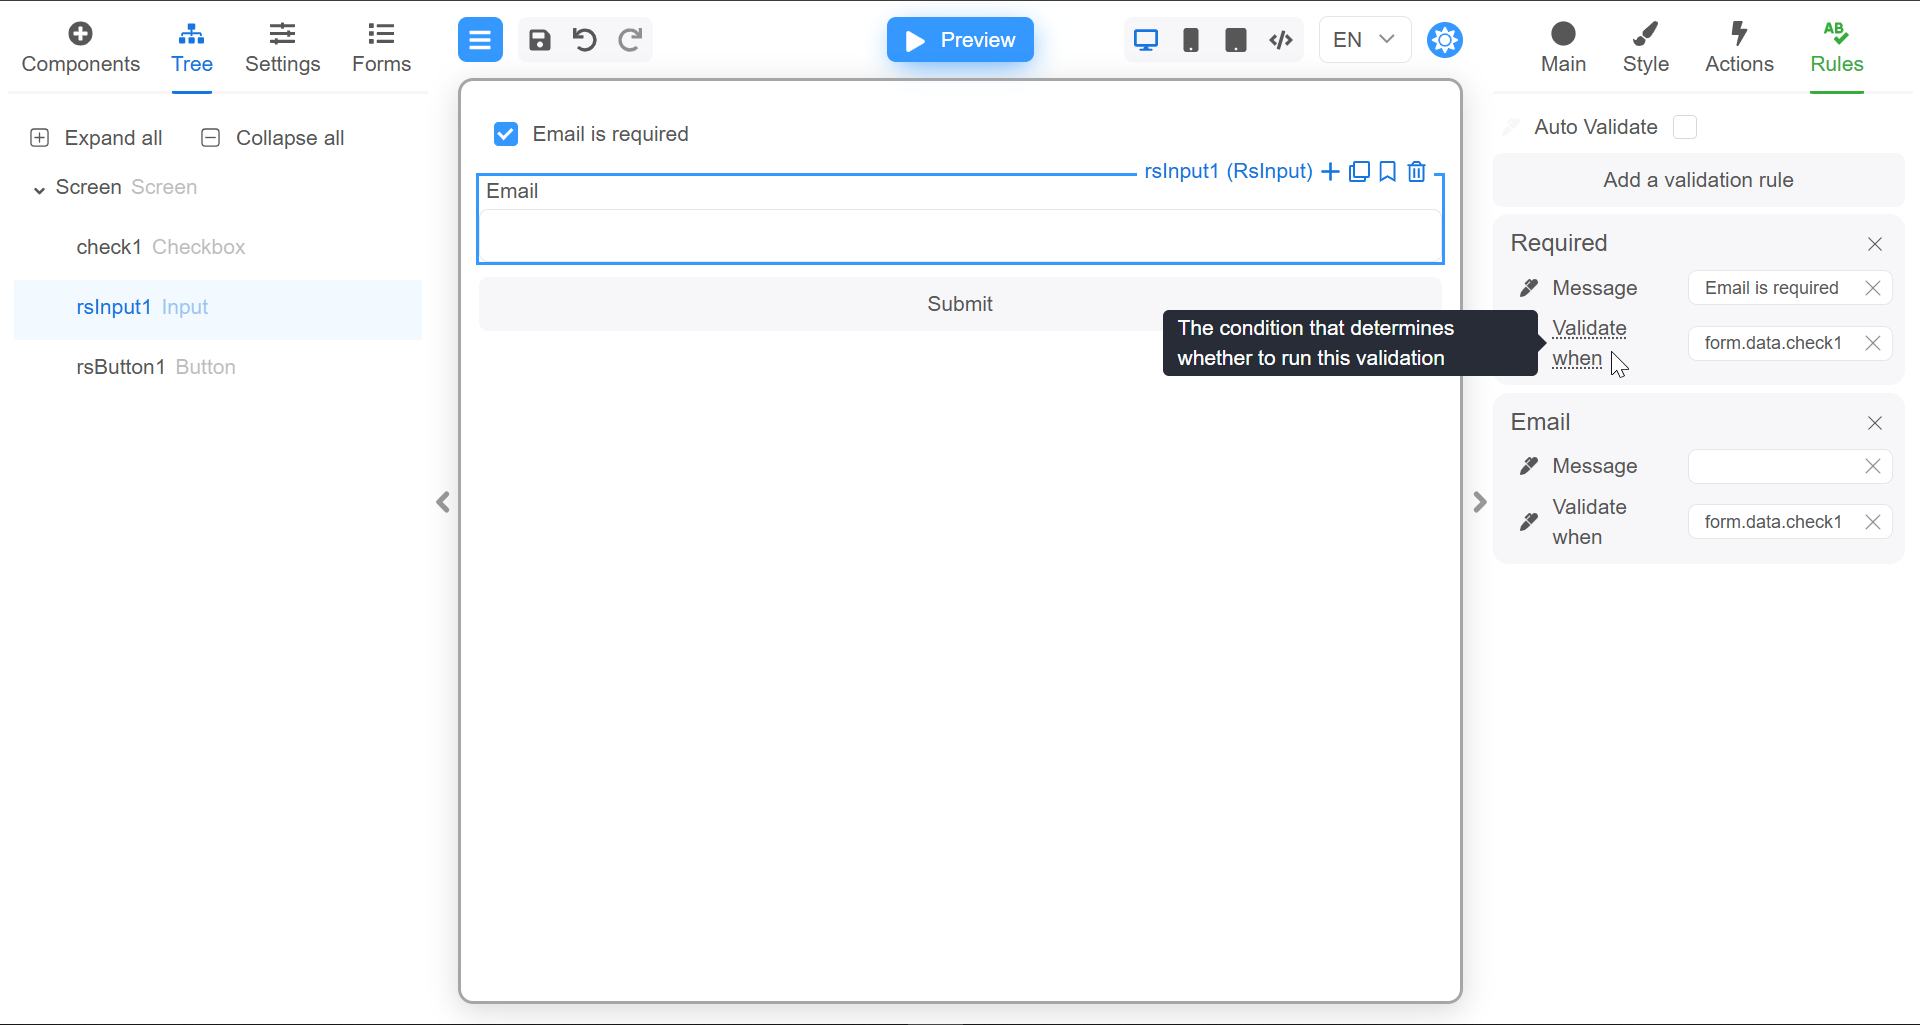 Components Tree Settings Forms
Preview
EN
Main Style Actions Rules
Expand all Collapse all
Screen Screen
check1 Checkbox
rsInput1 Input
rsButton1 Button
Email is required
rsInput1 (RsInput)
Email
Submit
The condition that determines
whether to run this validation
Auto Validate
Add a validation rule
Required
Message Email is required
Validate
when
form.data.check1
Email
Message
Validate
when
form.data.check1